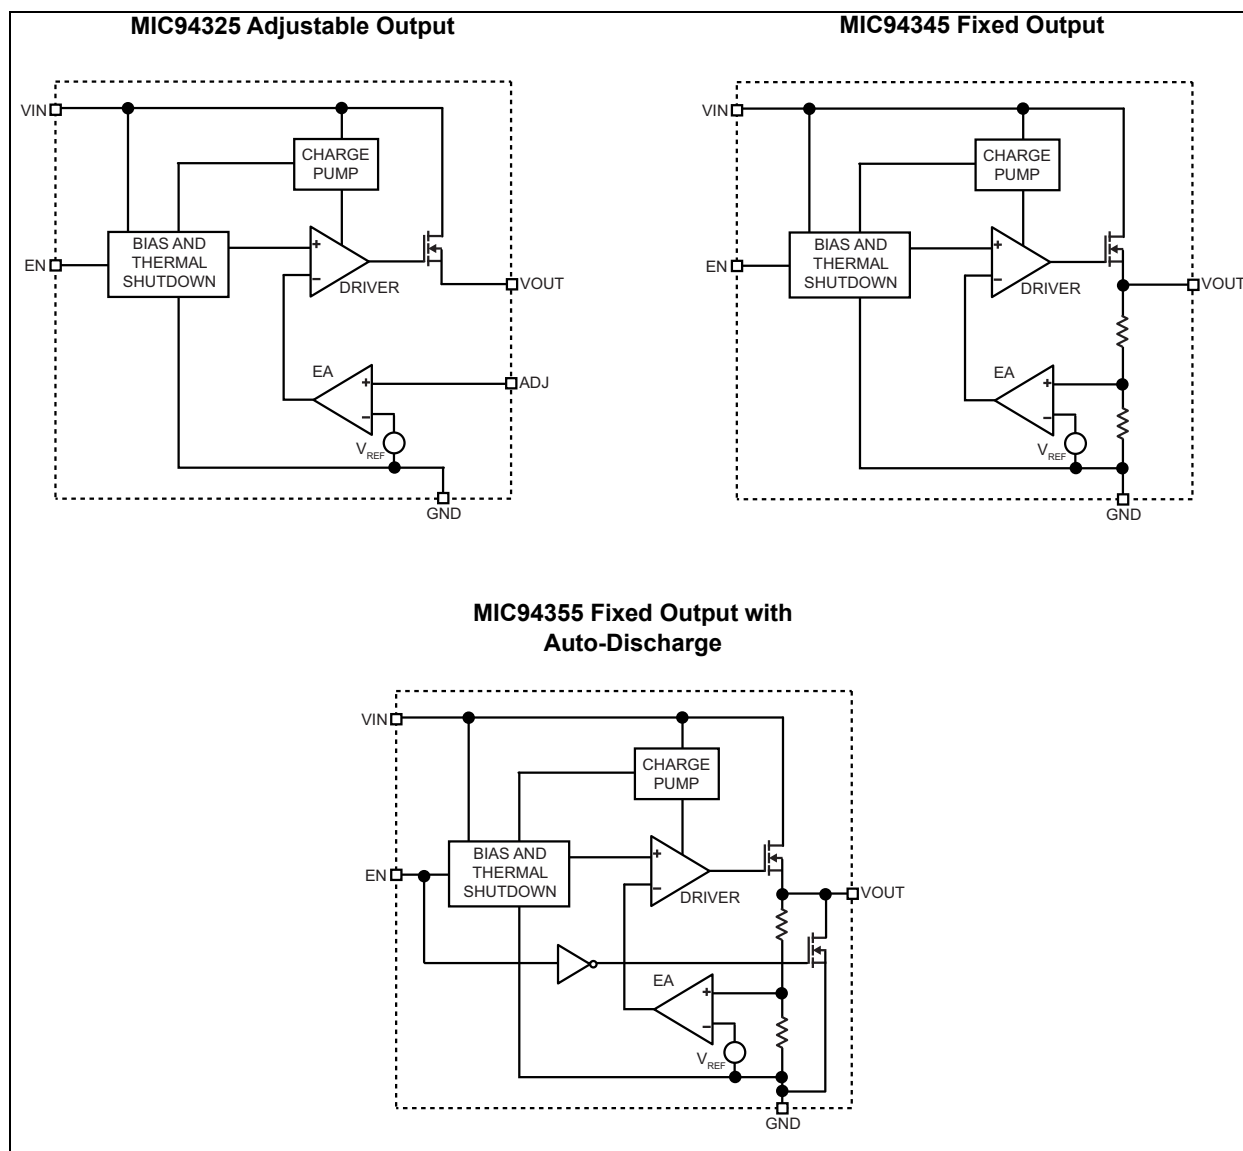 MIC94325 Adjustable Output
VIN
CHARGE
PUMP
BIAS AND
THERMAL
SHUTDOWN
EN
+
−
DRIVER
VOUT
EA
+
−
ADJ
VREF
GND
MIC94345 Fixed Output
VIN
CHARGE
PUMP
BIAS AND
THERMAL
SHUTDOWN
EN
+
−
DRIVER
VOUT
EA
+
−
VREF
GND
MIC94355 Fixed Output with
Auto-Discharge
VIN
CHARGE
PUMP
BIAS AND
THERMAL
SHUTDOWN
EN
+
−
DRIVER
VOUT
EA
+
−
VREF
GND